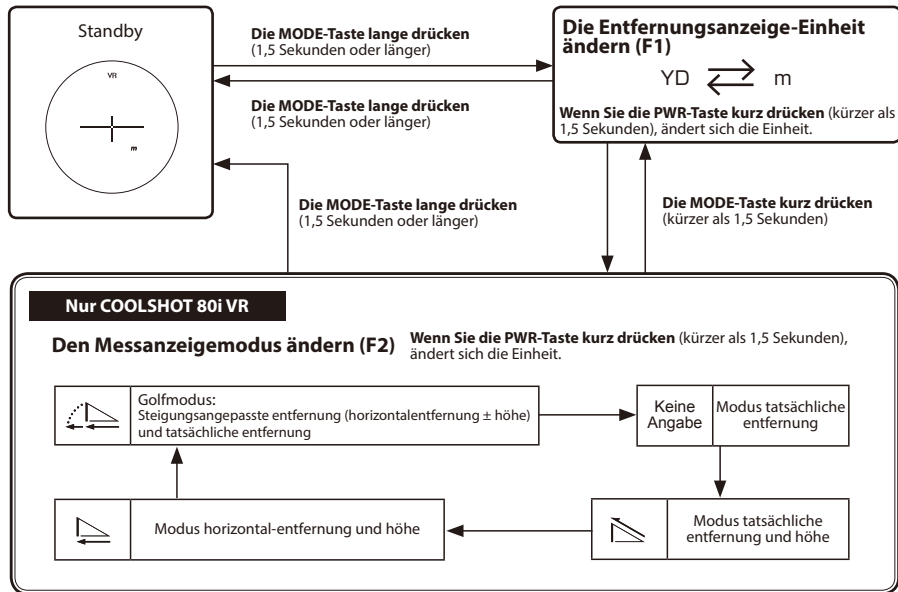 Standby
VR
m
Die MODE-Taste lange drücken
(1,5 Sekunden oder länger)
Die MODE-Taste lange drücken
(1,5 Sekunden oder länger)
Die Entfernungsanzeige-Einheit
ändern (F1)
YD m
Wenn Sie die PWR-Taste kurz drücken (kürzer als
1,5 Sekunden), ändert sich die Einheit.
Die MODE-Taste lange drücken
(1,5 Sekunden oder länger)
Die MODE-Taste kurz drücken
(kürzer als 1,5 Sekunden)
Nur COOLSHOT 80i VR
Den Messanzeigemodus ändern (F2)
Wenn Sie die PWR-Taste kurz drücken (kürzer als 1,5 Sekunden),
ändert sich die Einheit.
Golfmodus:
Steigungsangepasste entfernung (horizontalentfernung ± höhe)
und tatsächliche entfernung
Keine
Angabe
Modus tatsächliche
entfernung
Modus horizontal-entfernung und höhe
Modus tatsächliche
entfernung und höhe